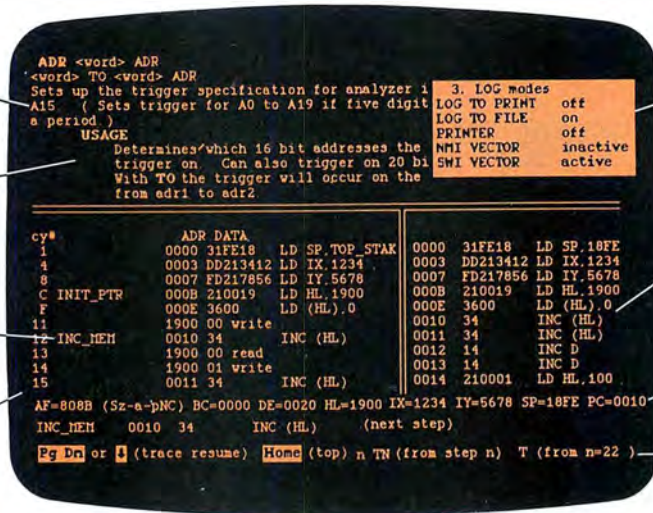 ADR <word> ADR
<word> TO <word> ADR
Sets up the trigger specification for analyzer i
A15. ( Sets trigger for A0 to A19 if five digit
a period.)
USAGE
Determines which 16 bit addresses the
trigger on. Can also trigger on 20 bi
With TO the trigger will occur on the
from adr1 to adr2
3. LOG modes
LOG TO PRINT off
LOG TO FILE on
PRINTER off
NMI VECTOR inactive
SWI VECTOR active
cy# ADR DATA
1 0000 31FE18 LD SP,TOP_STAK
4 0003 DD213412 LD IX,1234
8 0007 FD217856 LD IY,5678
C INIT_PTR 000B 210019 LD HL,1900
F 000E 3600 LD (HL),0
11 1900 00 write
12 INC_MEM 0010 34 INC (HL)
13 1900 00 read
14 1900 01 write
15 0011 34 INC (HL)
0000 31FE18 LD SP,18FE
0003 DD213412 LD IX,1234
0007 FD217856 LD IY,5678
000B 210019 LD HL,1900
000E 3600 LD (HL),0
0010 34 INC (HL)
0011 34 INC (HL)
0012 14 INC D
0013 14 INC D
0014 210001 LD HL,100
AF=808B (Sz-a-pNC) BC=0000 DE=0020 HL=1900 IX=1234 IY=5678 SP=18FE PC=0010
INC_MEM 0010 34 INC (HL) (next step)
Pg Dn or ↓ (trace resume) Home (top) n TN (from step n) T (from n=22 )